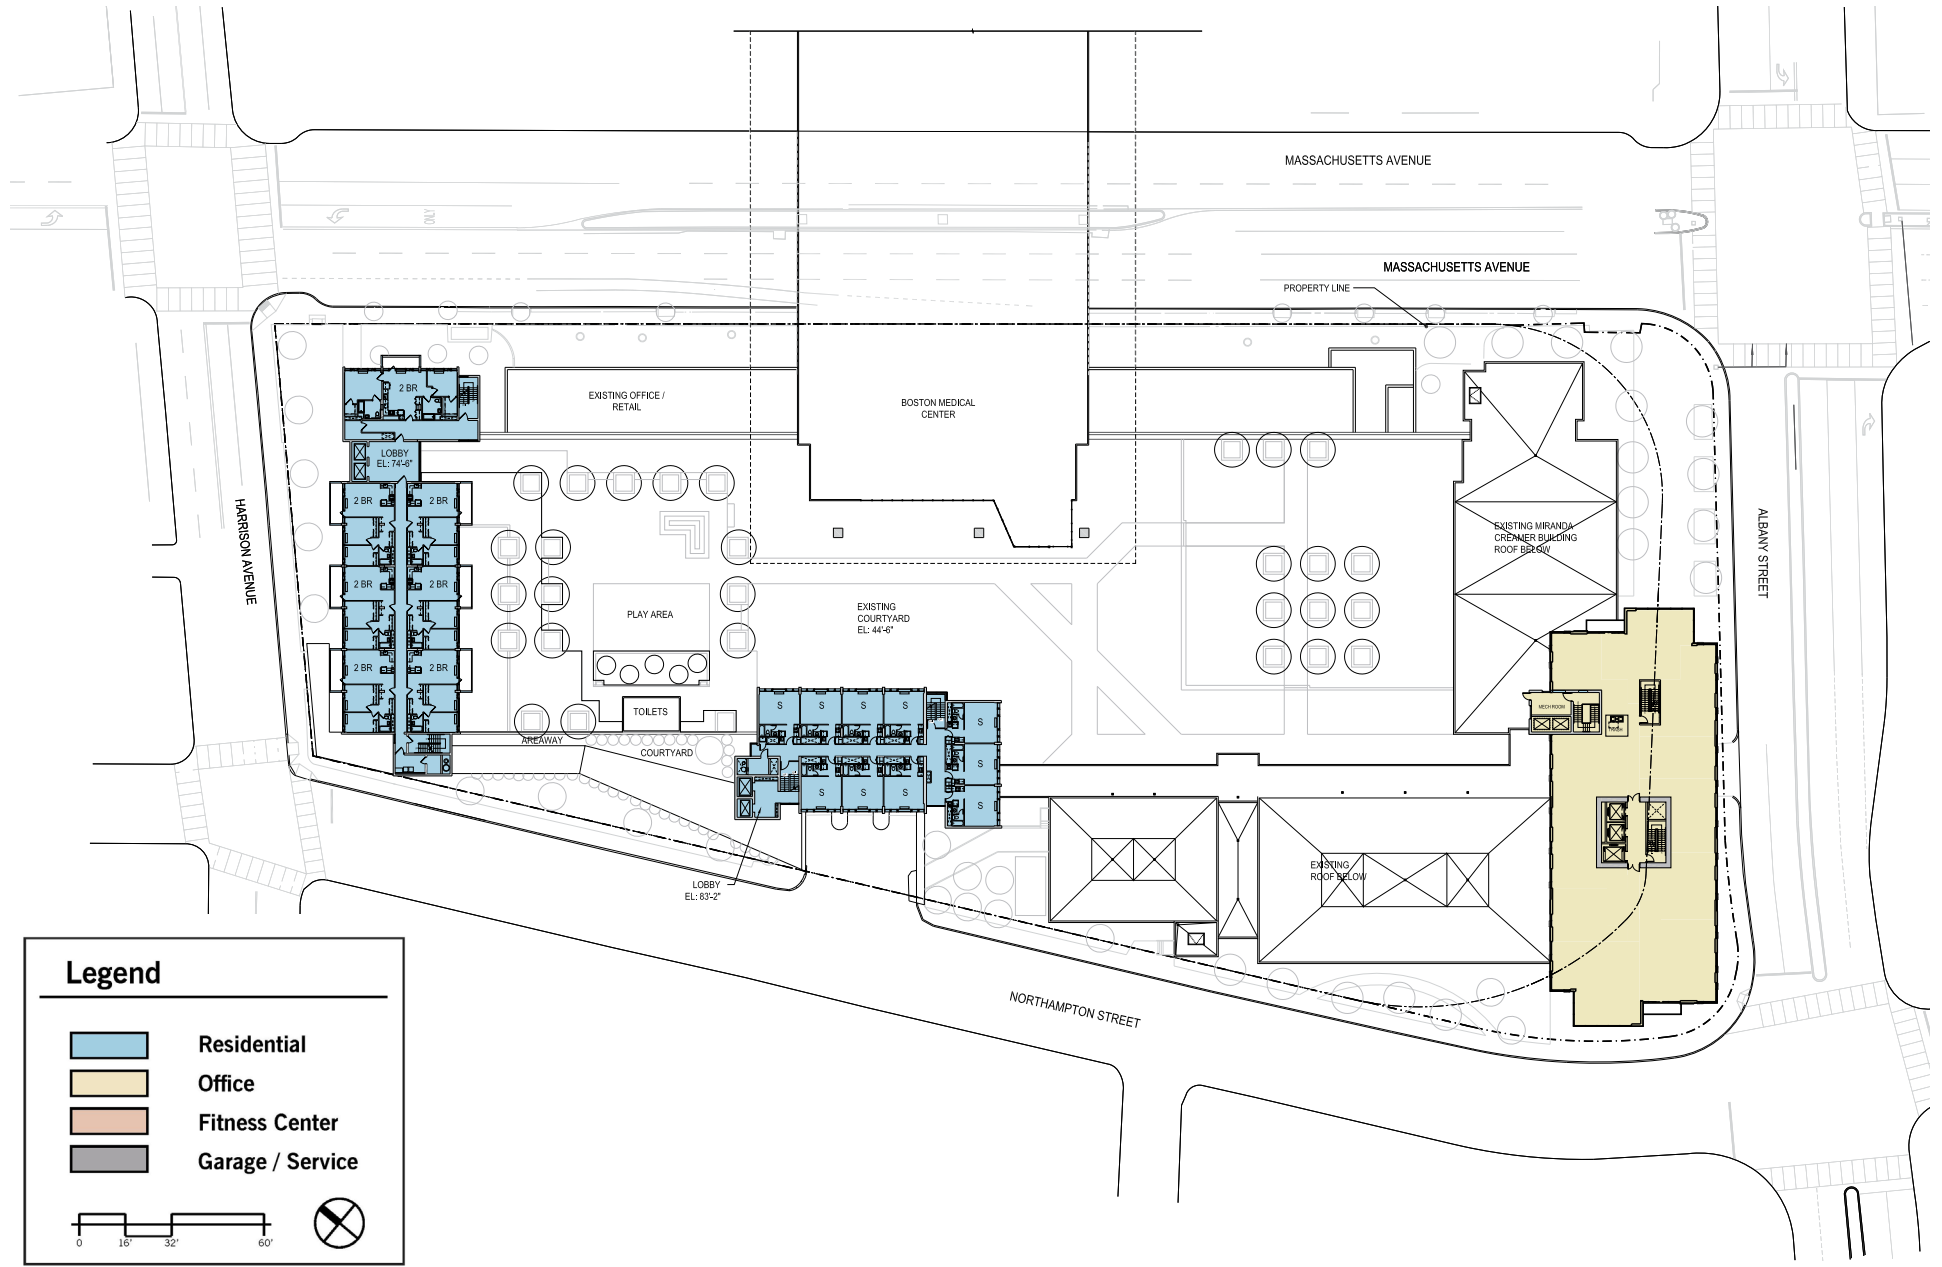 MASSACHUSETTS AVENUE
ONLY
MASSACHUSETTS AVENUE
PROPERTY LINE
2 BR
EXISTING OFFICE /
RETAIL
BOSTON MEDICAL
CENTER
LOBBY
EL: 74'-6"
2 BR
2 BR
HARRISON AVENUE
EXISTING MIRANDA
CREAMER BUILDING
ROOF BELOW
ALBANY STREET
2 BR
2 BR
PLAY AREA
EXISTING
COURTYARD
EL: 44'-6"
2 BR
2 BR
TOILETS
S
S
S
S
S
MECH ROOM
AREAWAY
COURTYARD
S
S
S
S
S
EXISTING
ROOF BELOW
LOBBY
EL: 83'-2"
NORTHAMPTON STREET
Legend
Residential
Office
Fitness Center
Garage / Service
0 16' 32' 60'